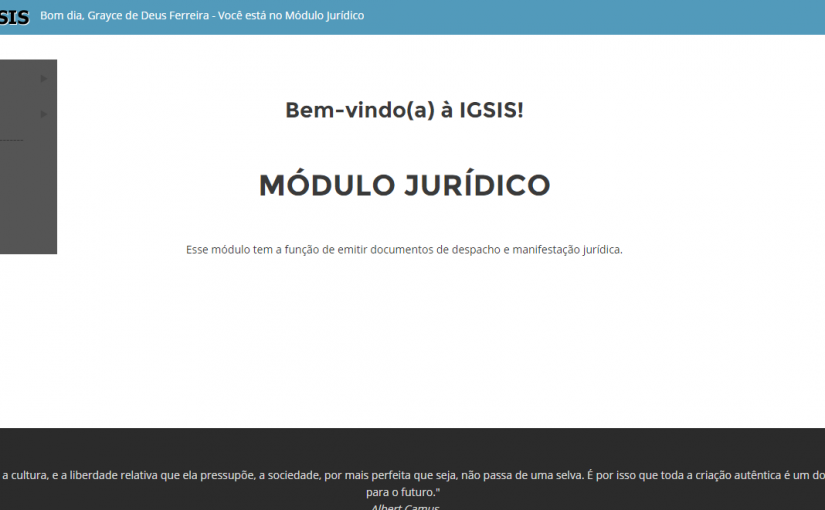 SIS Bom dia, Grayce de Deus Ferreira - Você está no Módulo Jurídico
Bem-vindo(a) à IGSIS!
MÓDULO JURÍDICO
Esse módulo tem a função de emitir documentos de despacho e manifestação jurídica.
a cultura, e a liberdade relativa que ela pressupõe, a sociedade, por mais perfeita que seja, não passa de uma selva. É por isso que toda a criação autêntica é um do
para o futuro."
Albert Camus